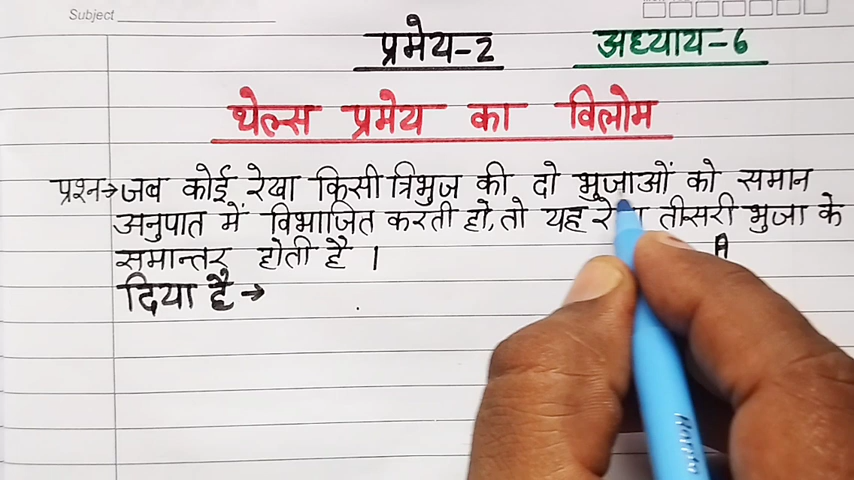 Subject
प्रमेय-2 अध्याय-6
थेल्स प्रमेय का विलोम
प्रश्न→जब कोई रेखा किसी त्रिभुज की दो भुजाओं को समान
अनुपात में विभाजित करती हो, तो यह तीसरी भुजा के
समान्तर होती है । A
दिया है →